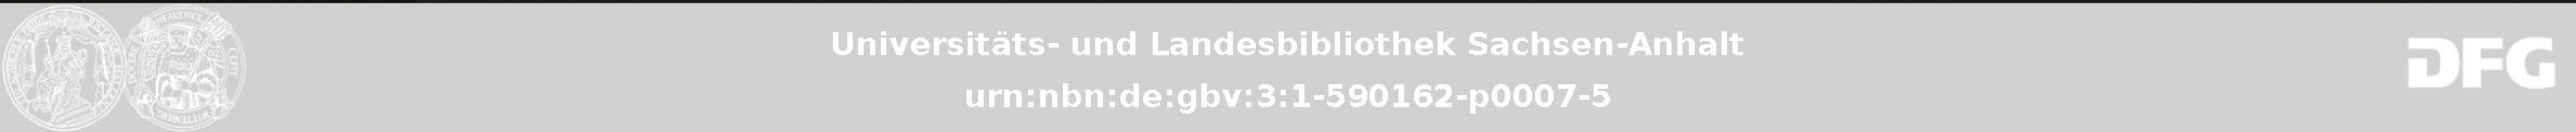 Universitäts- und Landesbibliothek Sachsen-Anhalt
urn:nbn:de:gbv:3:1-590162-p0007-5
DFG